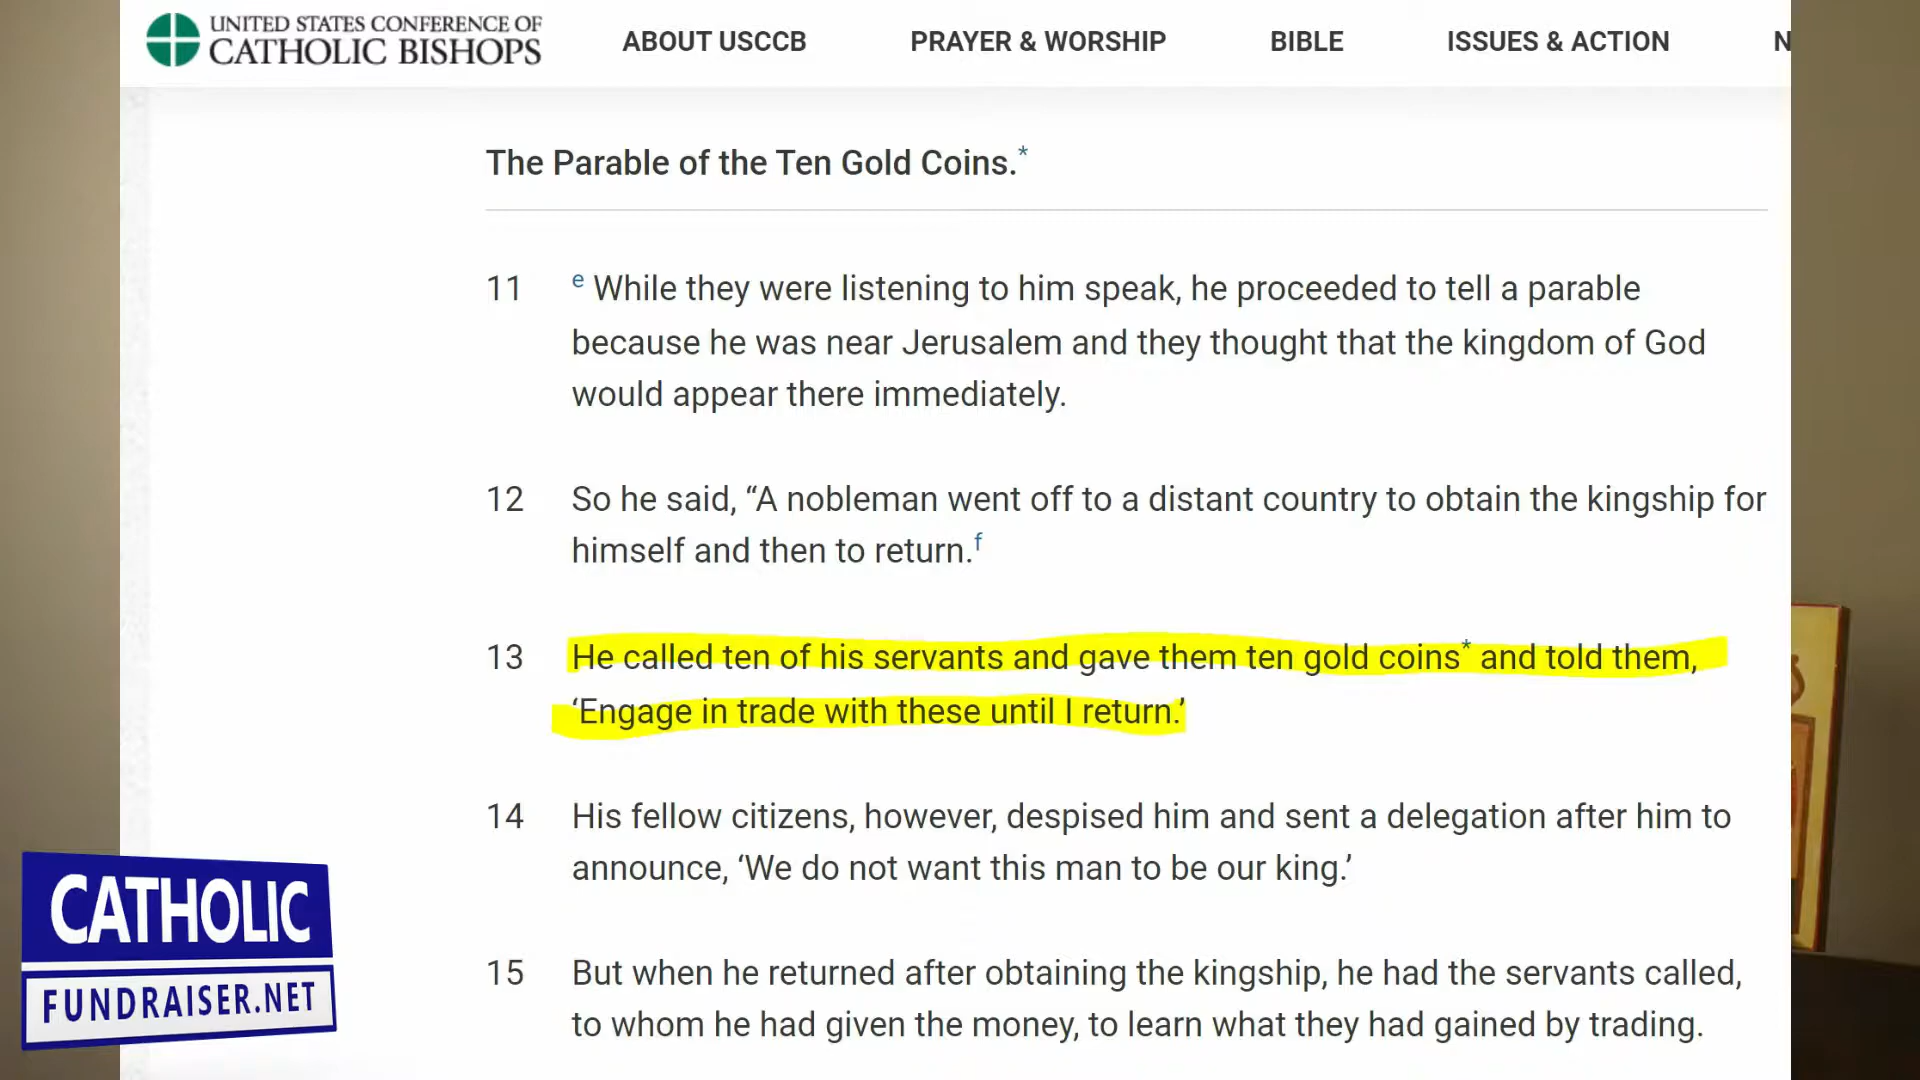 UNITED STATES CONFERENCE OF
CATHOLIC BISHOPS
ABOUT USCCB
PRAYER & WORSHIP
BIBLE
ISSUES & ACTION
N
The Parable of the Ten Gold Coins.*
11 e While they were listening to him speak, he proceeded to tell a parable
because he was near Jerusalem and they thought that the kingdom of God
would appear there immediately.
12 So he said, “A nobleman went off to a distant country to obtain the kingship for
himself and then to return.f
13 He called ten of his servants and gave them ten gold coins* and told them,
‘Engage in trade with these until I return.’
14 His fellow citizens, however, despised him and sent a delegation after him to
announce, ‘We do not want this man to be our king.’
15 But when he returned after obtaining the kingship, he had the servants called,
to whom he had given the money, to learn what they had gained by trading.
CATHOLIC
FUNDRAISER.NET